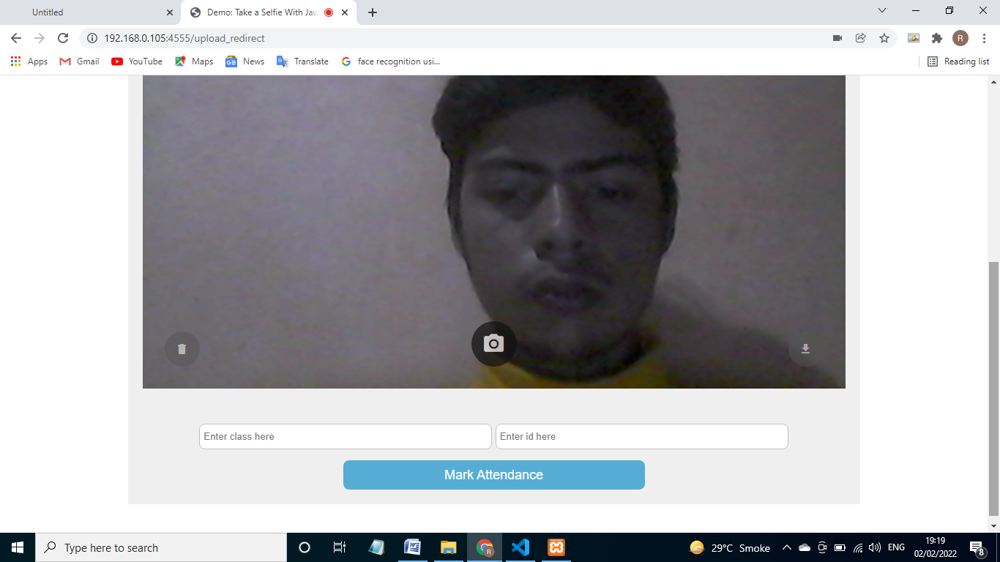 Untitled
Demo: Take a Selfie With Jav
192.168.0.105:4555/upload_redirect
R
Apps
Gmail
YouTube
Maps
News
Translate
face recognition usi...
Reading list
Enter class here
Enter id here
Mark Attendance
Type here to search
29°C Smoke
ENG
19:19
02/02/2022
8